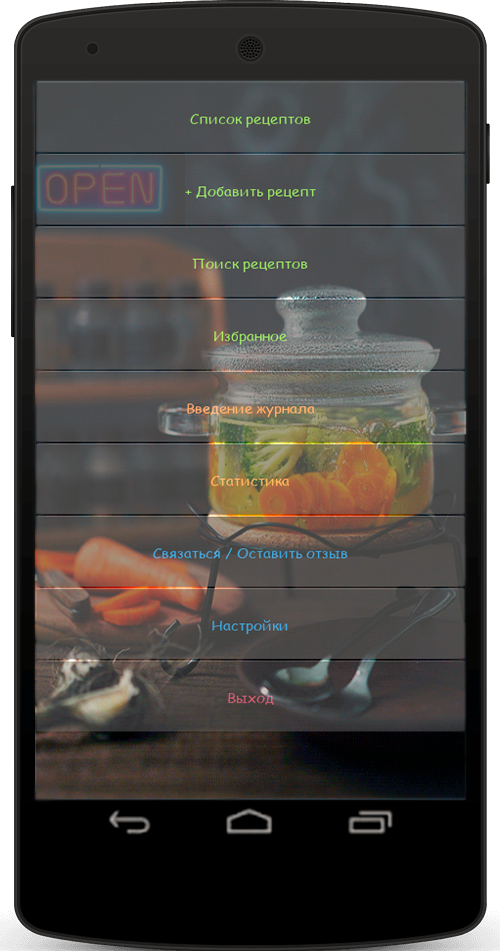 Список рецептов
OPEN
+ Добавить рецепт
Поиск рецептов
Избранное
Введение журнала
Статистика
Связаться / Оставить отзыв
Настройки
Выход